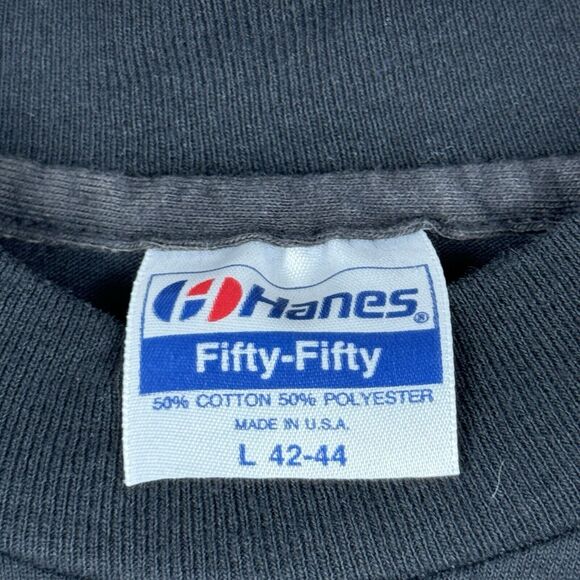 Hanes®
Fifty-Fifty
50% COTTON 50% POLYESTER
MADE IN U.S.A.
L 42-44